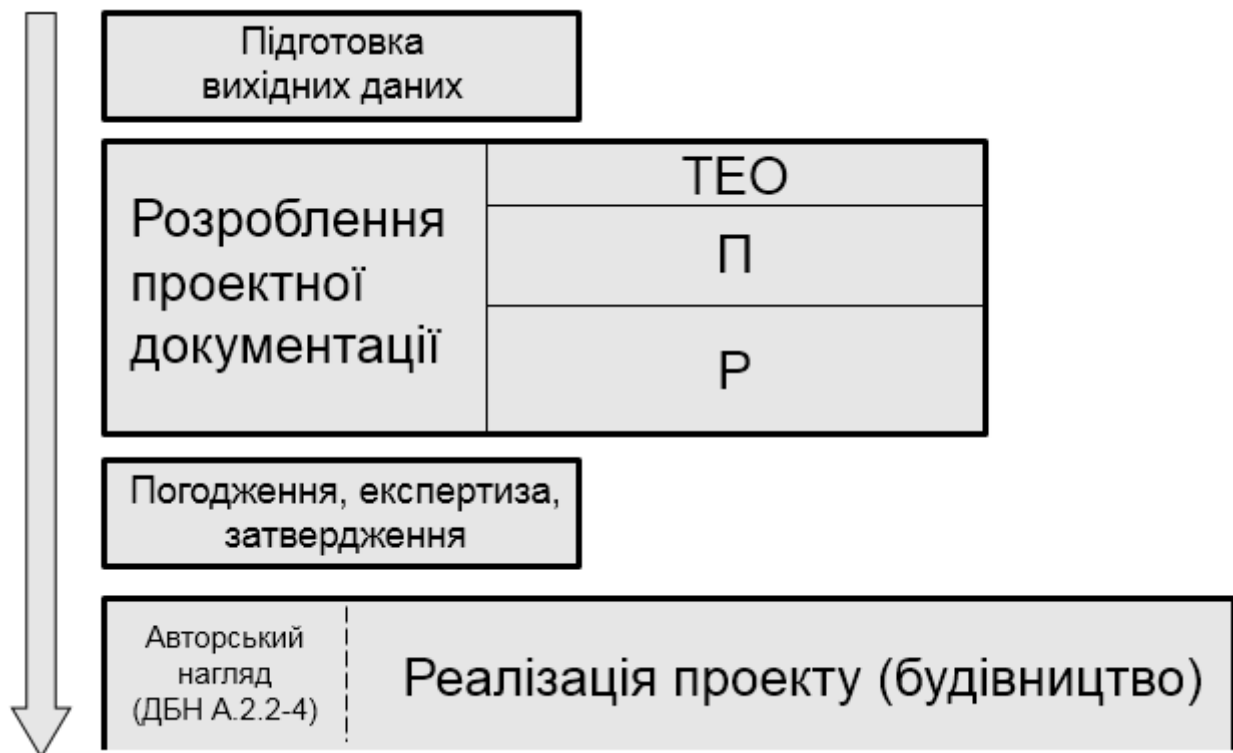 Підготовка
вихідних даних
Розроблення
проектної
документації
ТЕО
П
Р
Погодження, експертиза,
затвердження
Авторський
нагляд
(ДБН А.2.2-4)
Реалізація проекту (будівництво)